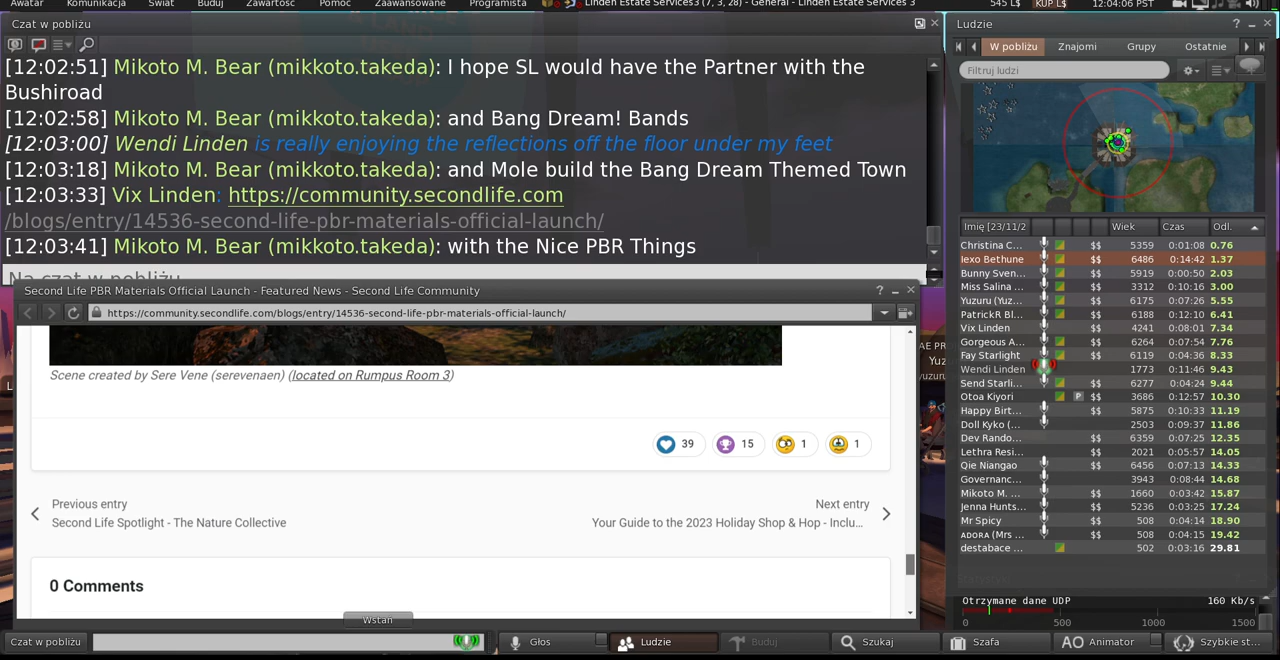 Awatar Komunikacja Świat Buduj Zawartość Pomoc Zaawansowane Programista Linden Estate Services3 (7, 3, 28) - General - Linden Estate Services 3 545 L$ KUP L$ 12:04:06 PST
Czat w pobliżu
[12:02:51] Mikoto M. Bear (mikkoto.takeda): I hope SL would have the Partner with the
Bushiroad
[12:02:58] Mikoto M. Bear (mikkoto.takeda): and Bang Dream! Bands
[12:03:00] Wendi Linden is really enjoying the reflections off the floor under my feet
[12:03:18] Mikoto M. Bear (mikkoto.takeda): and Mole build the Bang Dream Themed Town
[12:03:33] Vix Linden: https://community.secondlife.com
/blogs/entry/14536-second-life-pbr-materials-official-launch/
[12:03:41] Mikoto M. Bear (mikkoto.takeda): with the Nice PBR Things
Na czat w pobliżu
Second Life PBR Materials Official Launch - Featured News - Second Life Community
https://community.secondlife.com/blogs/entry/14536-second-life-pbr-materials-official-launch/
Scene created by Sere Vene (serevenaen) (located on Rumpus Room 3)
39 15 1 1
Previous entry
Second Life Spotlight - The Nature Collective
Next entry
Your Guide to the 2023 Holiday Shop & Hop - Inclu...
0 Comments
Wstań
Ludzie
W pobliżu Znajomi Grupy Ostatnie
Filtruj ludzi
Imię [23/11/2 Wiek Czas Odl.
Christina C... $$ 5359 0:01:08 0.76
Iexo Bethune $$ 6486 0:14:42 1.37
Bunny Sven... $$ 5919 0:00:50 2.03
Miss Salina ... $$ 3312 0:10:16 3.00
Yuzuru (Yuz... $$ 6175 0:07:26 5.55
PatrickR Bl... $$ 6188 0:12:10 6.41
Vix Linden 4241 0:08:01 7.34
Gorgeous A... $$ 6264 0:07:54 7.76
Fay Starlight $$ 6119 0:04:36 8.33
Wendi Linden 1773 0:11:46 9.43
Send Starli... $$ 6277 0:04:24 9.44
Otoa Kiyori P $$ 3686 0:12:57 10.30
Happy Birt... $$ 5875 0:10:33 11.19
Doll Kyko (... 2503 0:09:37 11.86
Dev Rando... $$ 6359 0:07:25 12.35
Lethra Resi... $$ 2021 0:05:57 14.05
Qie Niangao $$ 6456 0:07:13 14.33
Governanc... 3943 0:08:44 14.68
Mikoto M. ... $$ 1660 0:03:42 15.87
Jenna Hunts... $$ 5236 0:03:25 17.24
Mr Spicy $$ 508 0:04:14 18.90
ᴀᴅᴏʀᴀ (Mrs ... $$ 508 0:04:15 19.42
destabace ... 502 0:03:16 29.81
Otrzymane dane UDP 160 Kb/s
0 500 1000 1500
Czat w pobliżu Głos Ludzie Buduj Szukaj Szafa AO Animator Szybkie st...